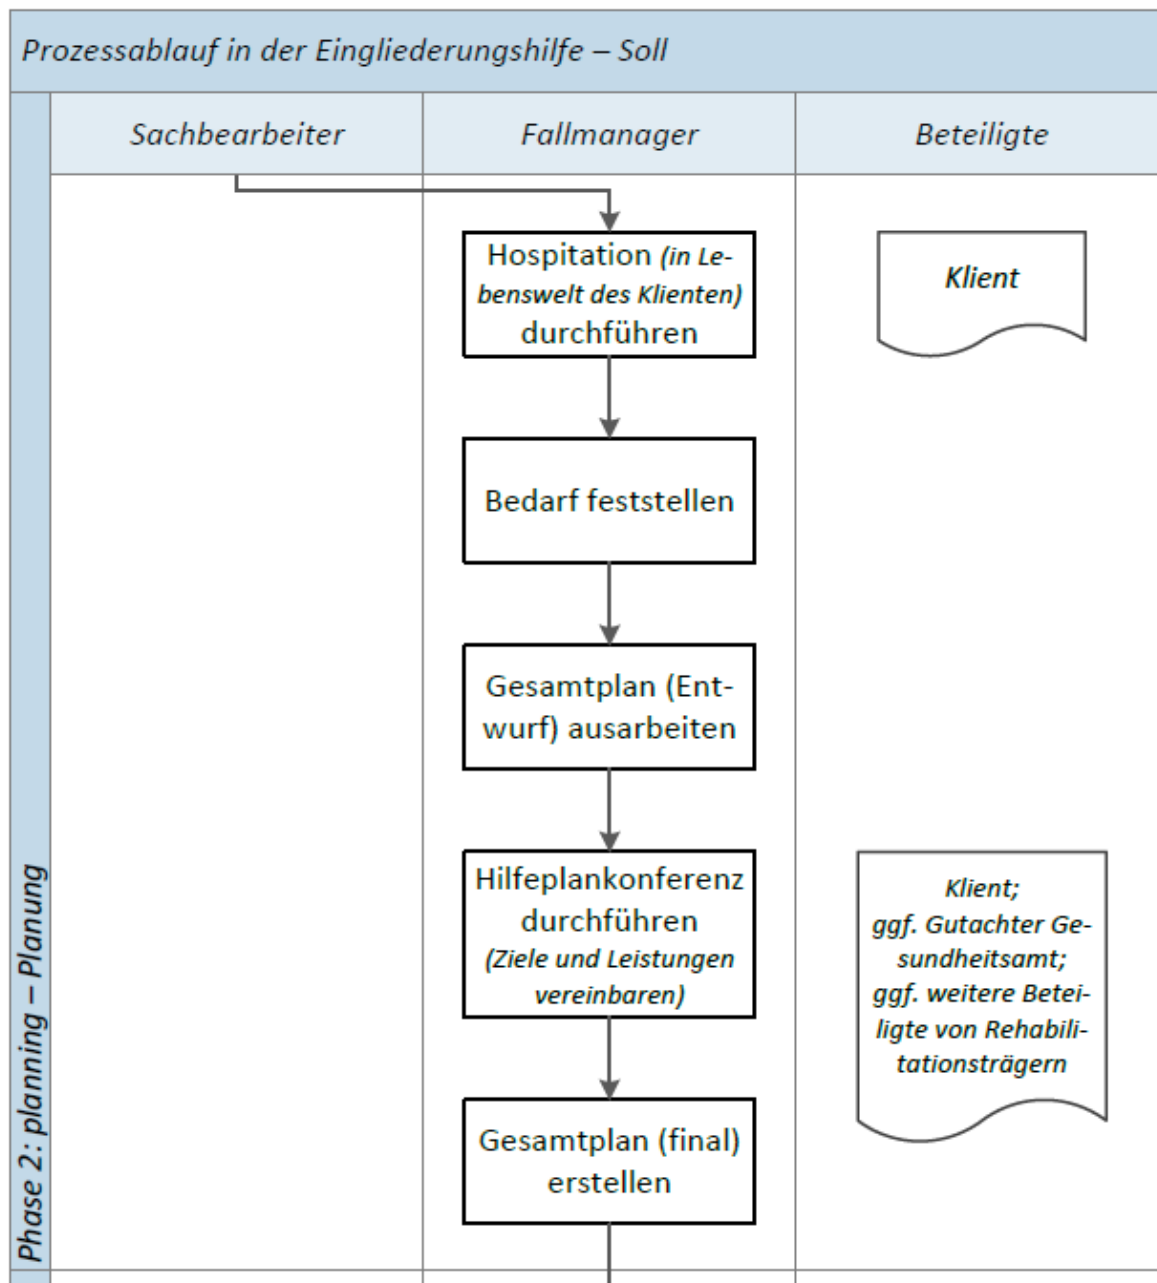 Prozessablauf in der Eingliederungshilfe – Soll
Sachbearbeiter
Fallmanager
Beteiligte
Phase 2: planning – Planung
Hospitation (in Le-
benswelt des Klienten)
durchführen
Klient
Bedarf feststellen
Gesamtplan (Ent-
wurf) ausarbeiten
Hilfeplankonferenz
durchführen
(Ziele und Leistungen
vereinbaren)
Klient;
ggf. Gutachter Ge-
sundheitsamt;
ggf. weitere Betei-
ligte von Rehabili-
tationsträgern
Gesamtplan (final)
erstellen